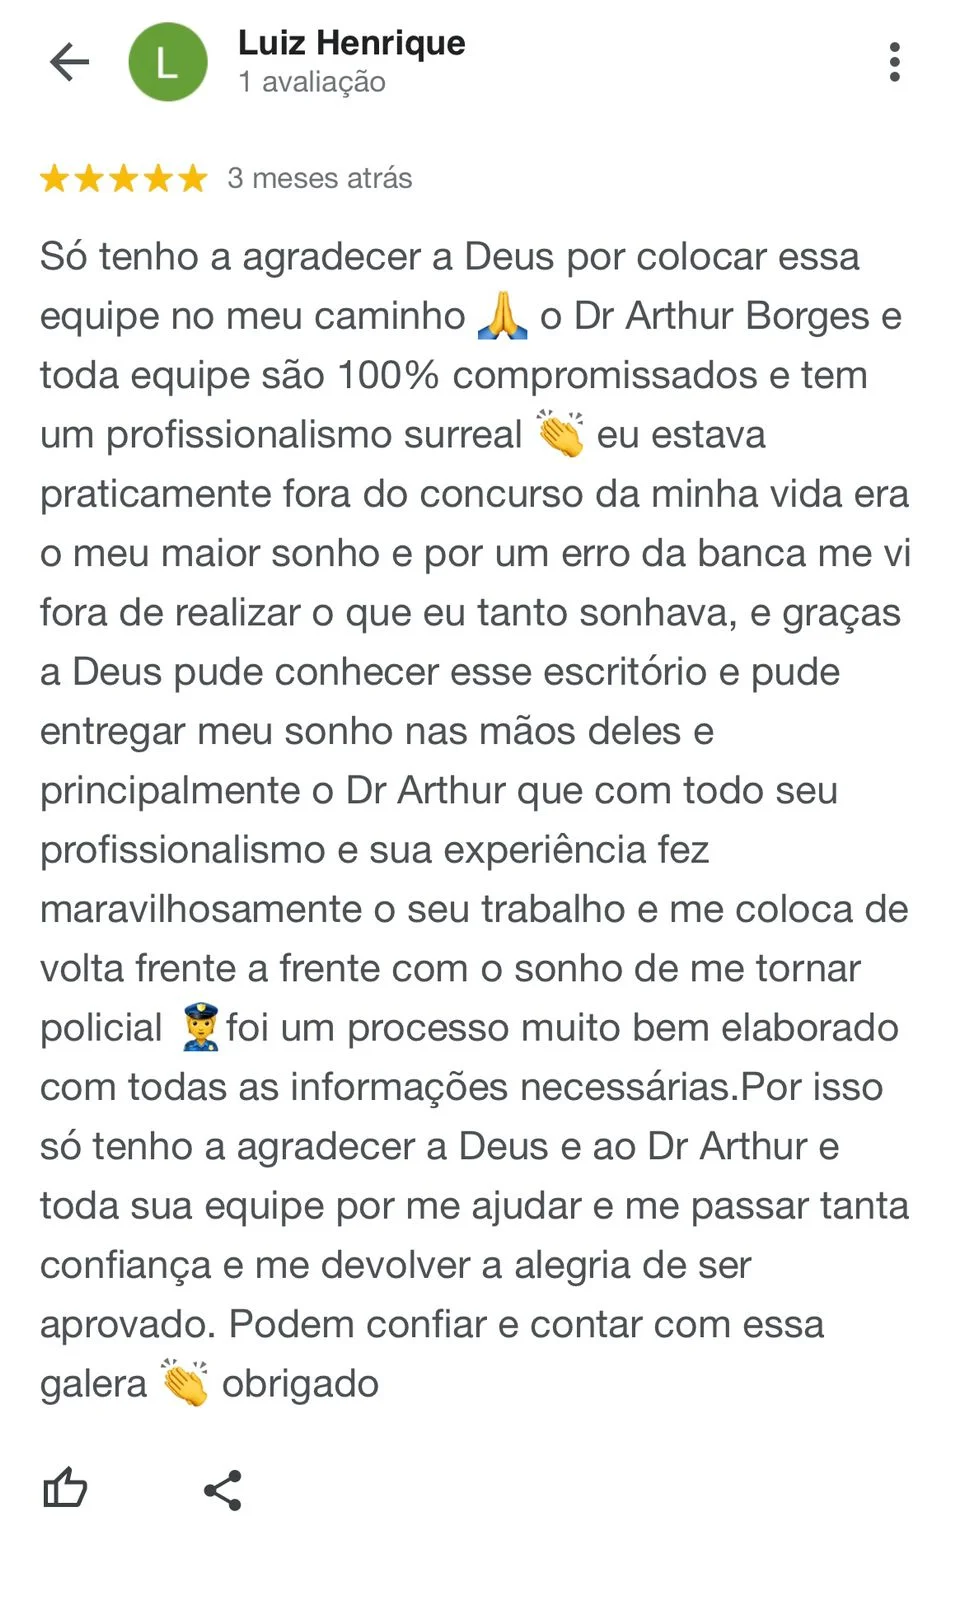 L
Luiz Henrique
1 avaliação
★★★★★ 3 meses atrás
Só tenho a agradecer a Deus por colocar essa
equipe no meu caminho 🙏 o Dr Arthur Borges e
toda equipe são 100% compromissados e tem
um profissionalismo surreal 👏 eu estava
praticamente fora do concurso da minha vida era
o meu maior sonho e por um erro da banca me vi
fora de realizar o que eu tanto sonhava, e graças
a Deus pude conhecer esse escritório e pude
entregar meu sonho nas mãos deles e
principalmente o Dr Arthur que com todo seu
profissionalismo e sua experiência fez
maravilhosamente o seu trabalho e me coloca de
volta frente a frente com o sonho de me tornar
policial 👮 foi um processo muito bem elaborado
com todas as informações necessárias.Por isso
só tenho a agradecer a Deus e ao Dr Arthur e
toda sua equipe por me ajudar e me passar tanta
confiança e me devolver a alegria de ser
aprovado. Podem confiar e contar com essa
galera 👏 obrigado